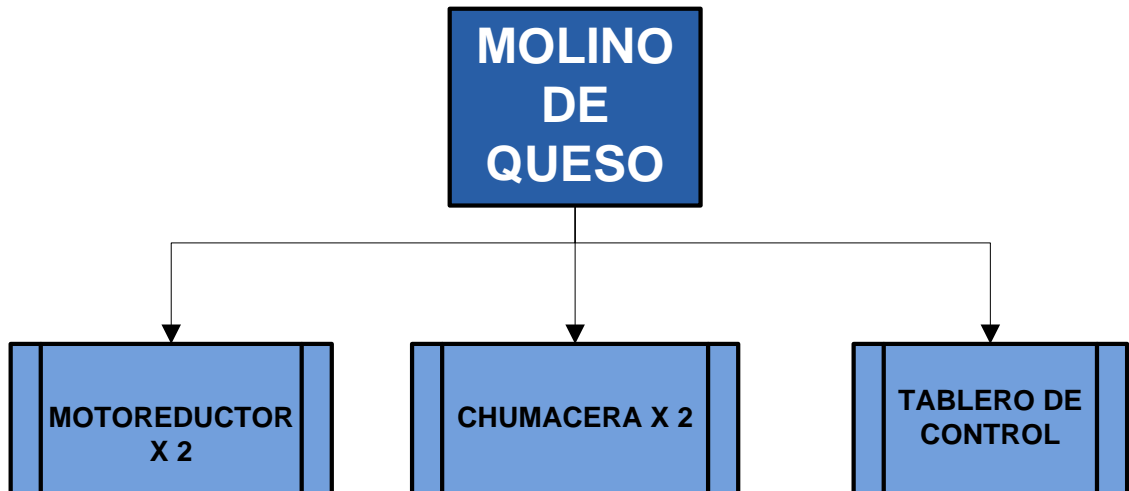 MOLINO
DE
QUESO
MOTOREDUCTOR
X 2
CHUMACERA X 2
TABLERO DE
CONTROL